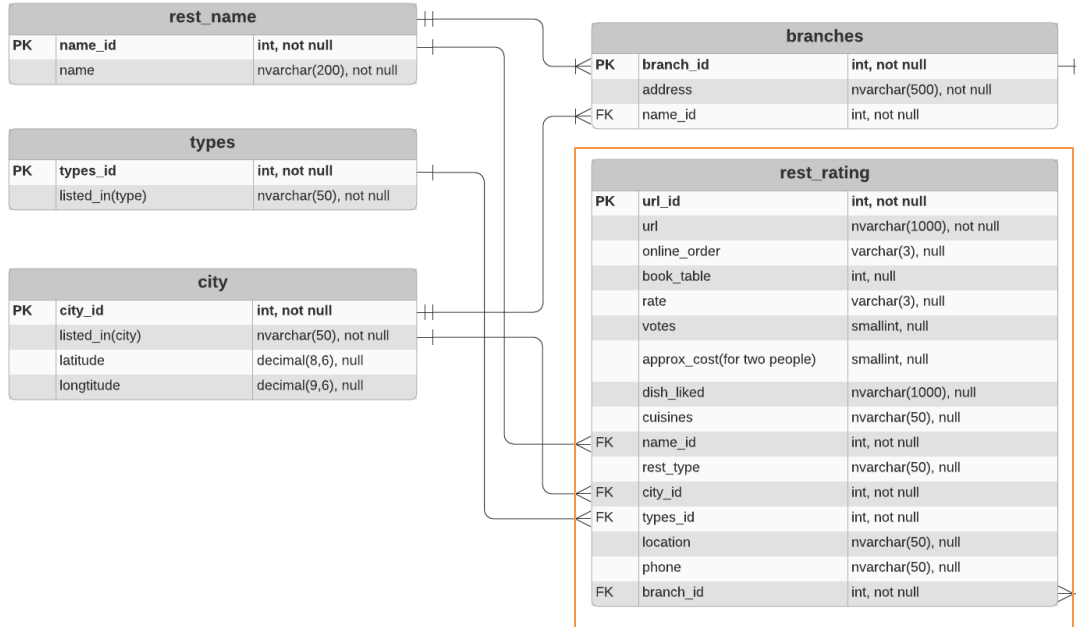 rest_name
PK name_id int, not null
name nvarchar(200), not null
types
PK types_id int, not null
listed_in(type) nvarchar(50), not null
city
PK city_id int, not null
listed_in(city) nvarchar(50), not null
latitude decimal(8,6), null
longtitude decimal(9,6), null
branches
PK branch_id int, not null
address nvarchar(500), not null
FK name_id int, not null
rest_rating
PK url_id int, not null
url nvarchar(1000), not null
online_order varchar(3), null
book_table int, null
rate varchar(3), null
votes smallint, null
approx_cost(for two people) smallint, null
dish_liked nvarchar(1000), null
cuisines nvarchar(50), null
FK name_id int, not null
rest_type nvarchar(50), null
FK city_id int, not null
FK types_id int, not null
location nvarchar(50), null
phone nvarchar(50), null
FK branch_id int, not null